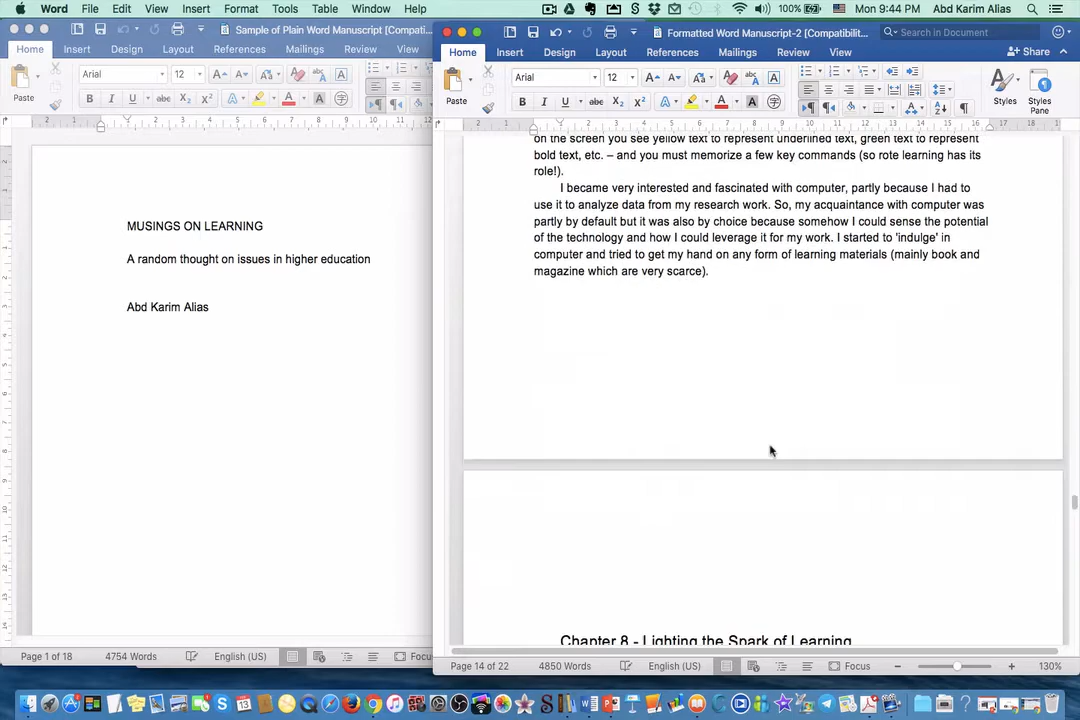 Word File Edit View Insert Format Tools Table Window Help 100% Mon 9:44 PM Abd Karim Alias
Sample of Plain Word Manuscript [Compati...
Home Insert Design Layout References Mailings Review View
Paste
Arial 12
MUSINGS ON LEARNING
A random thought on issues in higher education
Abd Karim Alias
Page 1 of 18 4754 Words English (US) Focu
Formatted Word Manuscript-2 [Compatibilit...
Search in Document
Home Insert Design Layout References Mailings Review View Share
Paste
Arial 12
Styles
Styles Pane
on the screen you see yellow text to represent underlined text, green text to represent
bold text, etc. – and you must memorize a few key commands (so rote learning has its
role!).
I became very interested and fascinated with computer, partly because I had to
use it to analyze data from my research work. So, my acquaintance with computer was
partly by default but it was also by choice because somehow I could sense the potential
of the technology and how I could leverage it for my work. I started to 'indulge' in
computer and tried to get my hand on any form of learning materials (mainly book and
magazine which are very scarce).
Chapter 8 - Lighting the Spark of Learning
Page 14 of 22 4850 Words English (US) Focus 130%